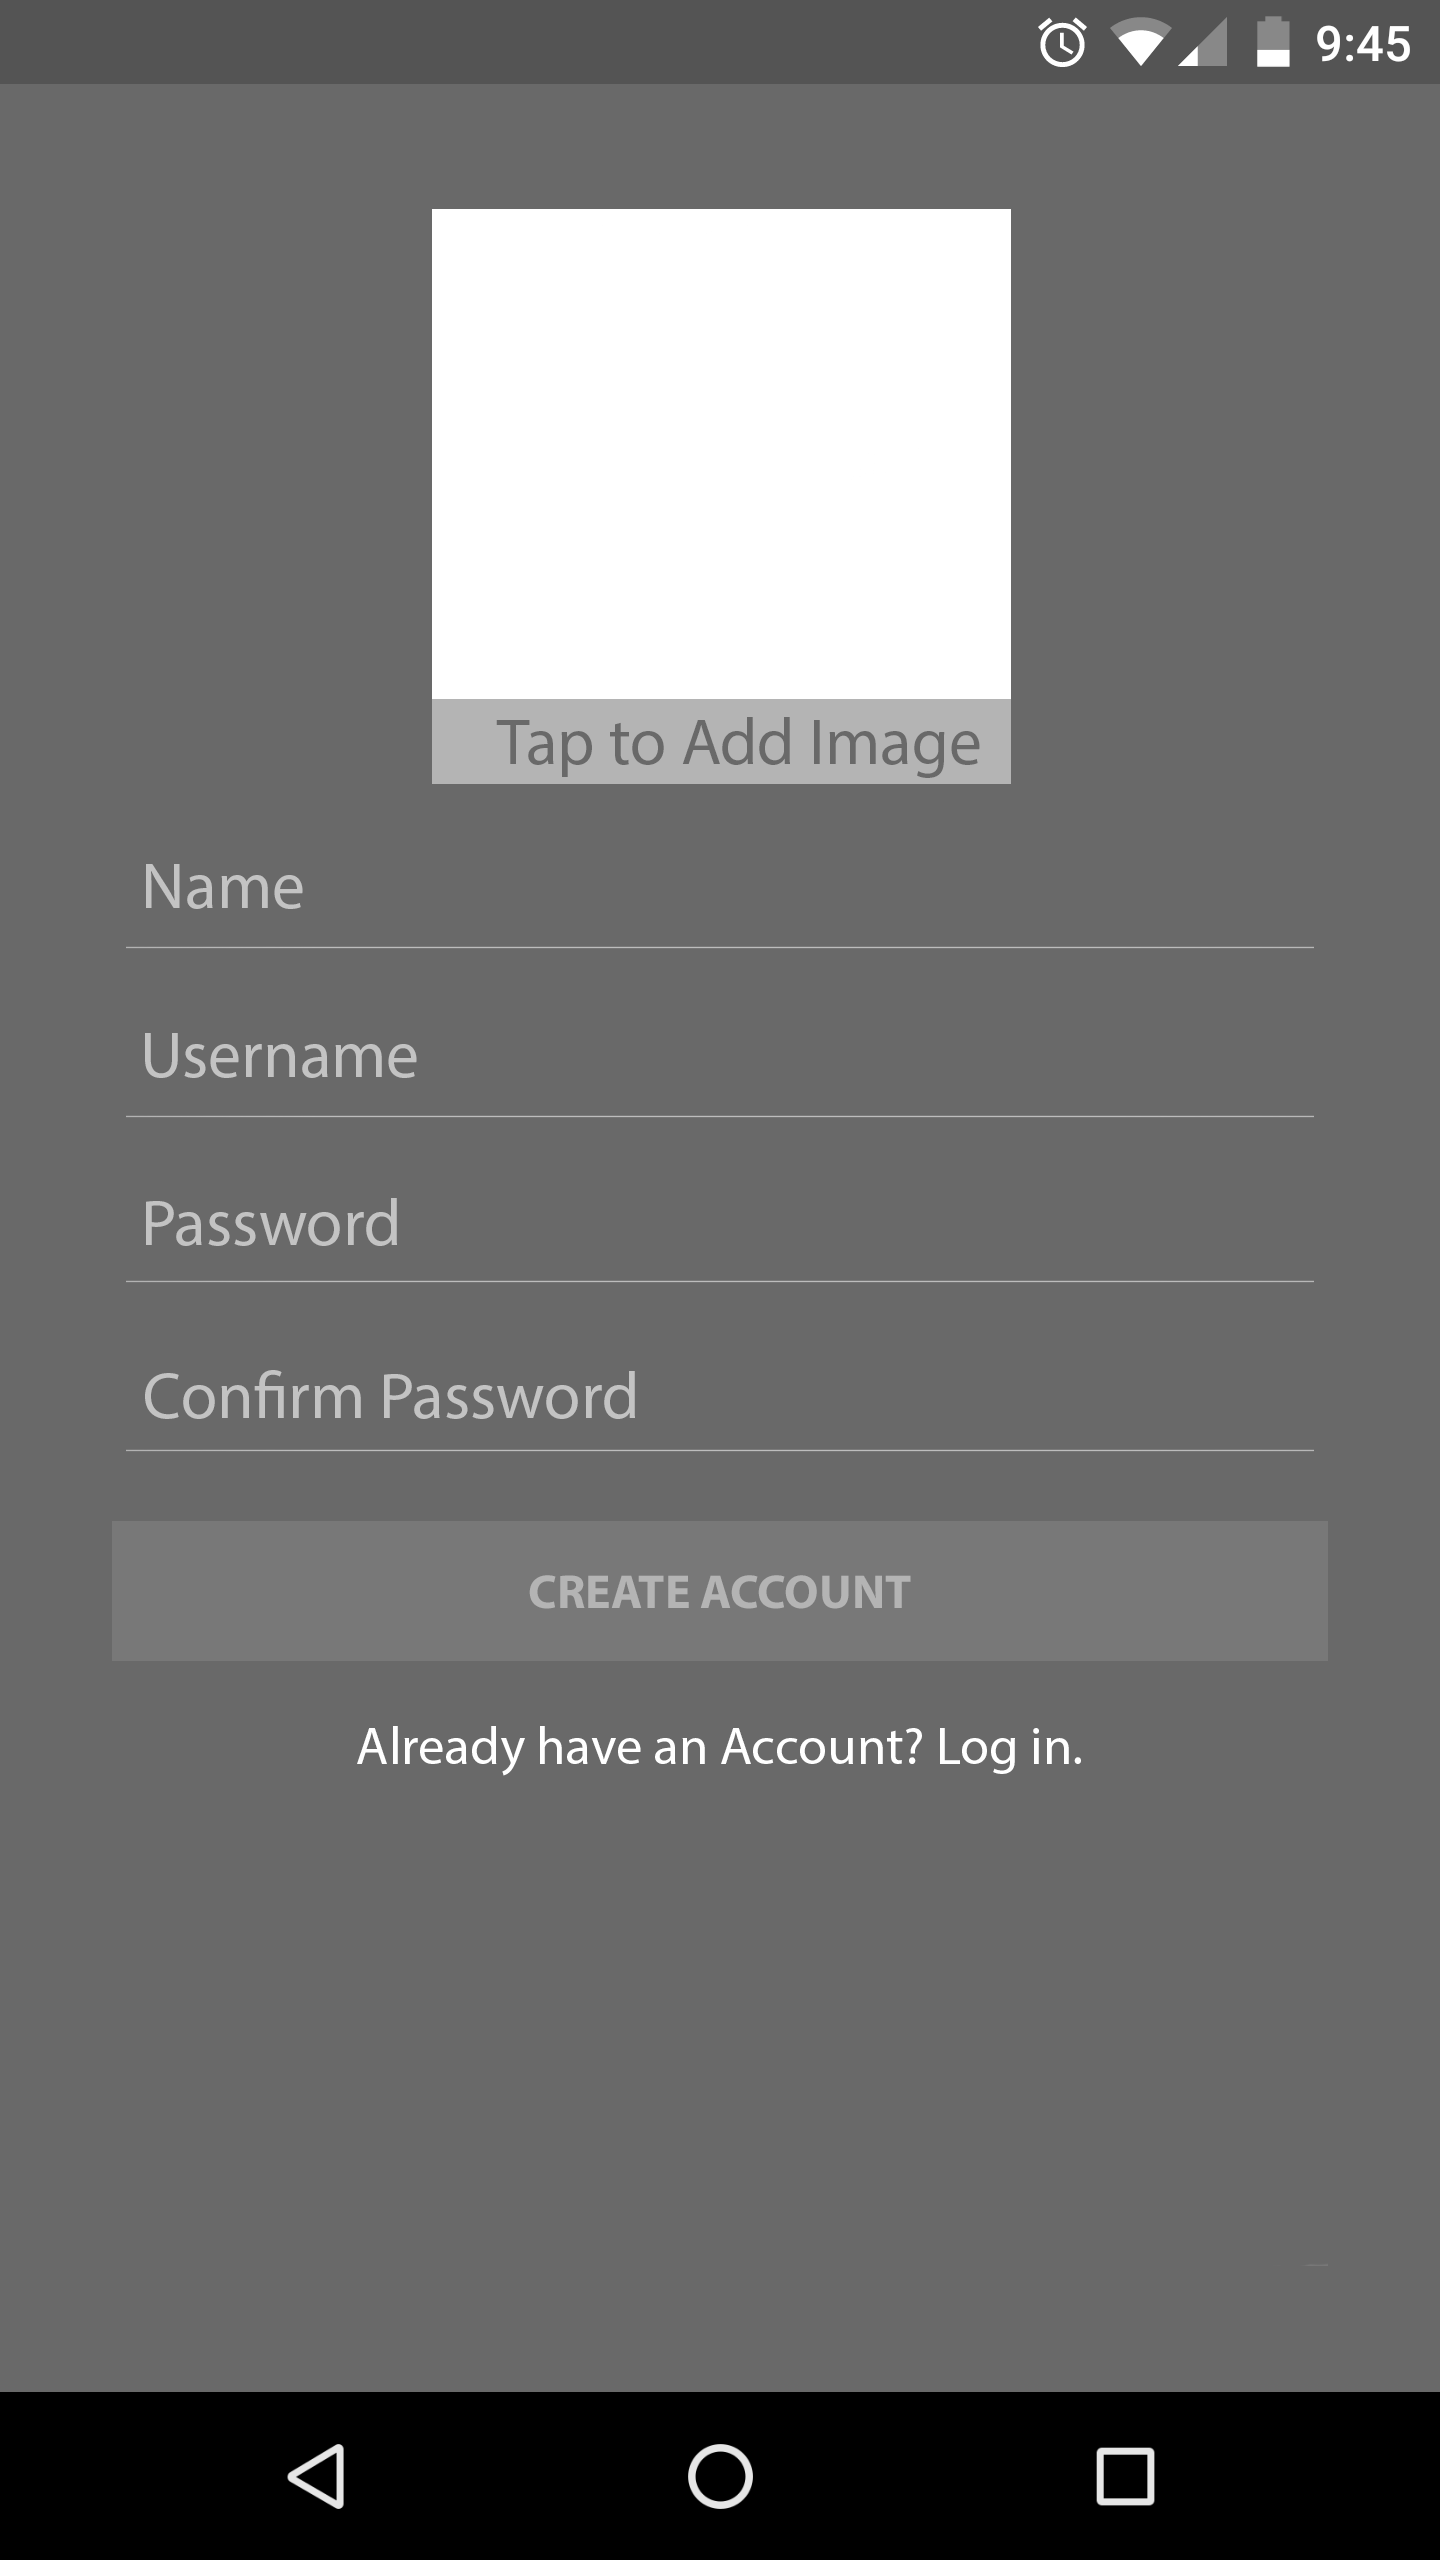 9:45
Tap to Add Image
Name
Username
Password
Confirm Password
CREATE ACCOUNT
Already have an Account? Log in.